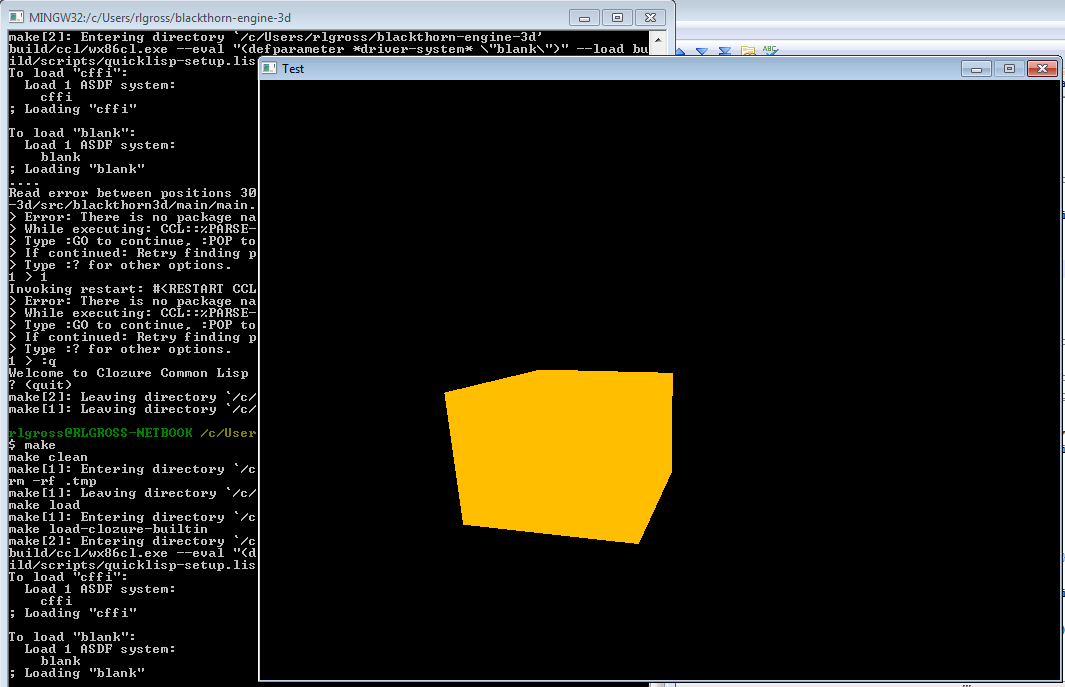 MINGW32:/c/Users/rlgross/blackthorn-engine-3d
make[2]: Entering directory `/c/Users/rlgross/blackthorn-engine-3d'
build/ccl/wx86cl.exe --eval "(defparameter *driver-system* \"blank\")" --load bu
ild/scripts/quicklisp-setup.lis
Test
To load "cffi":
  Load 1 ASDF system:
    cffi
; Loading "cffi"
To load "blank":
  Load 1 ASDF system:
    blank
; Loading "blank"
....
Read error between positions 30
-3d/src/blackthorn3d/main/main.
> Error: There is no package na
> While executing: CCL::%PARSE-
> Type :GO to continue, :POP to
> If continued: Retry finding p
> Type :? for other options.
1 > 1
Invoking restart: #<RESTART CCL
> Error: There is no package na
> While executing: CCL::%PARSE-
> Type :GO to continue, :POP to
> If continued: Retry finding p
> Type :? for other options.
1 > :q
Welcome to Clozure Common Lisp
? (quit)
make[2]: Leaving directory `/c/
make[1]: Leaving directory `/c/
rlgross@RLGROSS-NETBOOK /c/User
$ make
make clean
make[1]: Entering directory `/c
rm -rf .tmp
make[1]: Leaving directory `/c/
make load
make[1]: Entering directory `/c
make load-clozure-builtin
make[2]: Entering directory `/c
build/ccl/wx86cl.exe --eval "(d
ild/scripts/quicklisp-setup.lis
To load "cffi":
  Load 1 ASDF system:
    cffi
; Loading "cffi"
To load "blank":
  Load 1 ASDF system:
    blank
; Loading "blank"